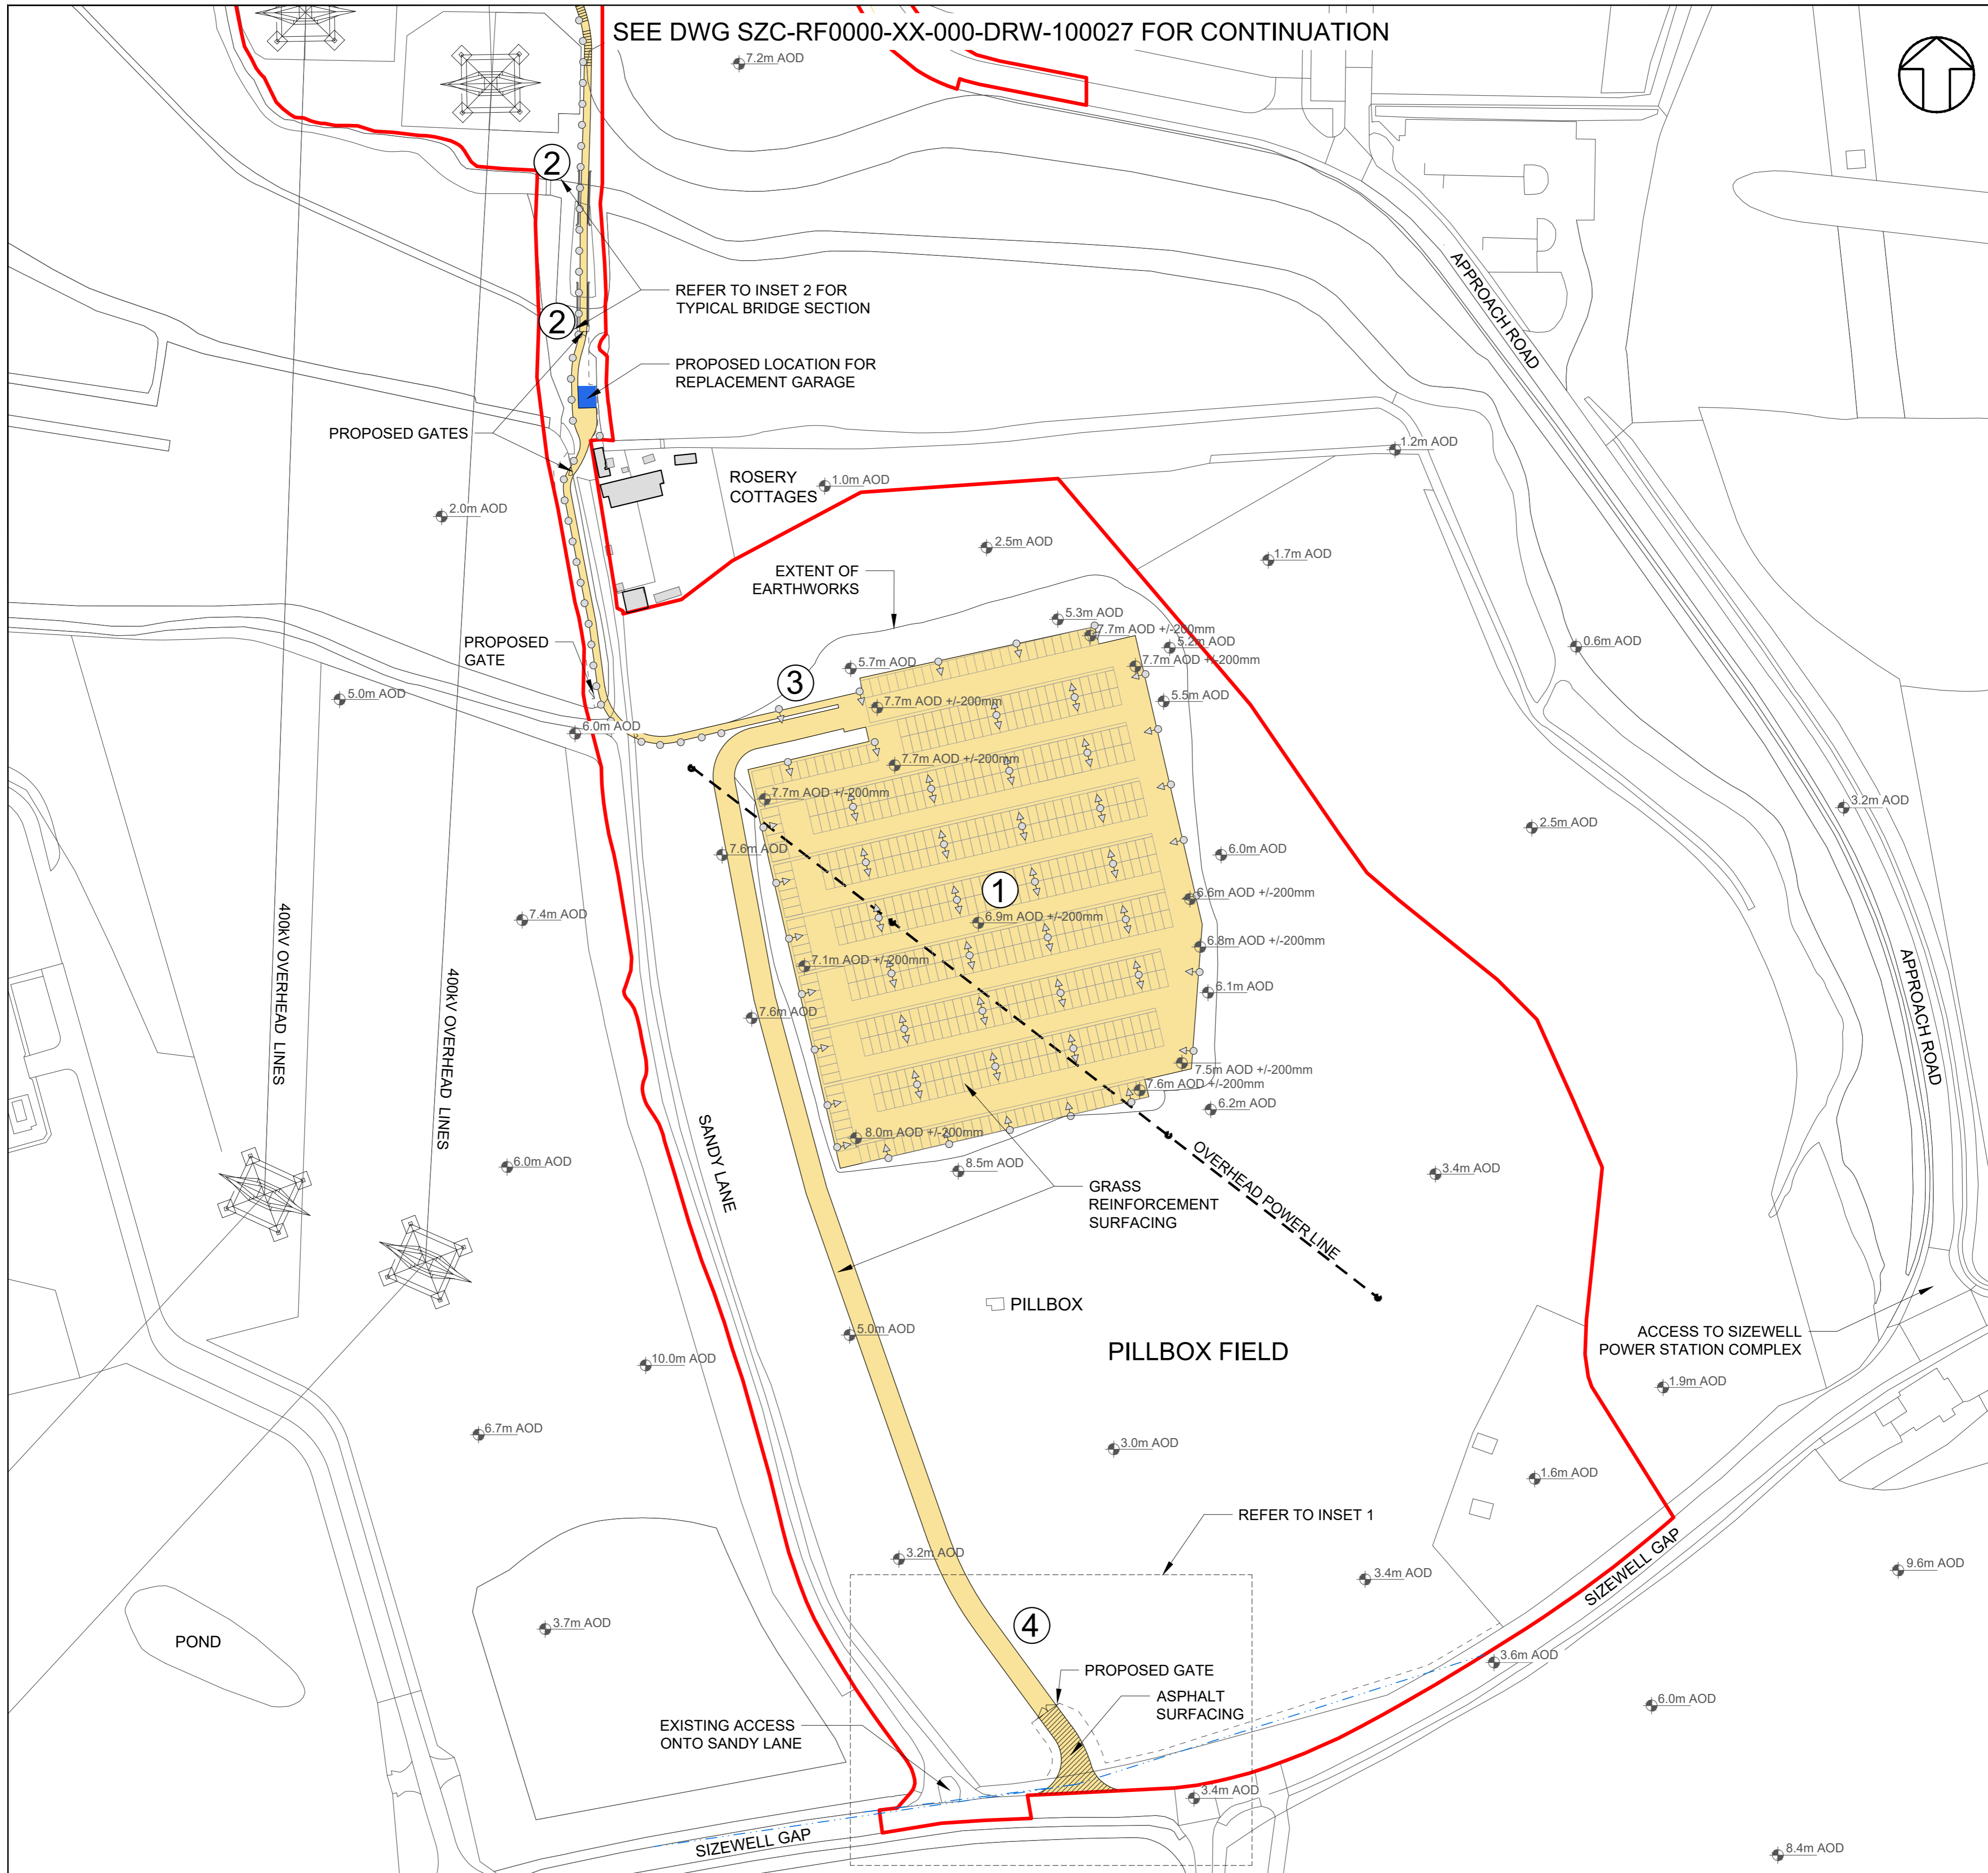 SEE DWG SZC-RF0000-XX-000-DRW-100027 FOR CONTINUATION
7.2m AOD
2
APPROACH ROAD
REFER TO INSET 2 FOR
TYPICAL BRIDGE SECTION
2
PROPOSED LOCATION FOR
REPLACEMENT GARAGE
PROPOSED GATES
1.2m AOD
ROSERY
COTTAGES
1.0m AOD
2.0m AOD
2.5m AOD
1.7m AOD
EXTENT OF
EARTHWORKS
5.3m AOD
7.7m AOD +/-200mm
5.2m AOD
0.6m AOD
PROPOSED
GATE
5.7m AOD
7.7m AOD +/-200mm
3
5.0m AOD
7.7m AOD +/-200mm
5.5m AOD
6.0m AOD
7.7m AOD +/-200mm
7.7m AOD +/-200mm
3.2m AOD
2.5m AOD
7.6m AOD
6.0m AOD
1
6.6m AOD +/-200mm
400kV OVERHEAD LINES
7.4m AOD
6.9m AOD +/-200mm
6.8m AOD +/-200mm
400kV OVERHEAD LINES
7.1m AOD +/-200mm
APPROACH ROAD
6.1m AOD
7.6m AOD
7.5m AOD +/-200mm
7.6m AOD +/-200mm
6.2m AOD
SANDY LANE
8.0m AOD +/-200mm
6.0m AOD
8.5m AOD
OVERHEAD POWER LINE
3.4m AOD
GRASS
REINFORCEMENT
SURFACING
PILLBOX
5.0m AOD
ACCESS TO SIZEWELL
POWER STATION COMPLEX
PILLBOX FIELD
10.0m AOD
1.9m AOD
6.7m AOD
3.0m AOD
1.6m AOD
REFER TO INSET 1
3.2m AOD
3.4m AOD
SIZEWELL GAP
9.6m AOD
3.7m AOD
4
POND
3.6m AOD
PROPOSED GATE
ASPHALT
SURFACING
6.0m AOD
EXISTING ACCESS
ONTO SANDY LANE
3.4m AOD
SIZEWELL GAP
8.4m AOD